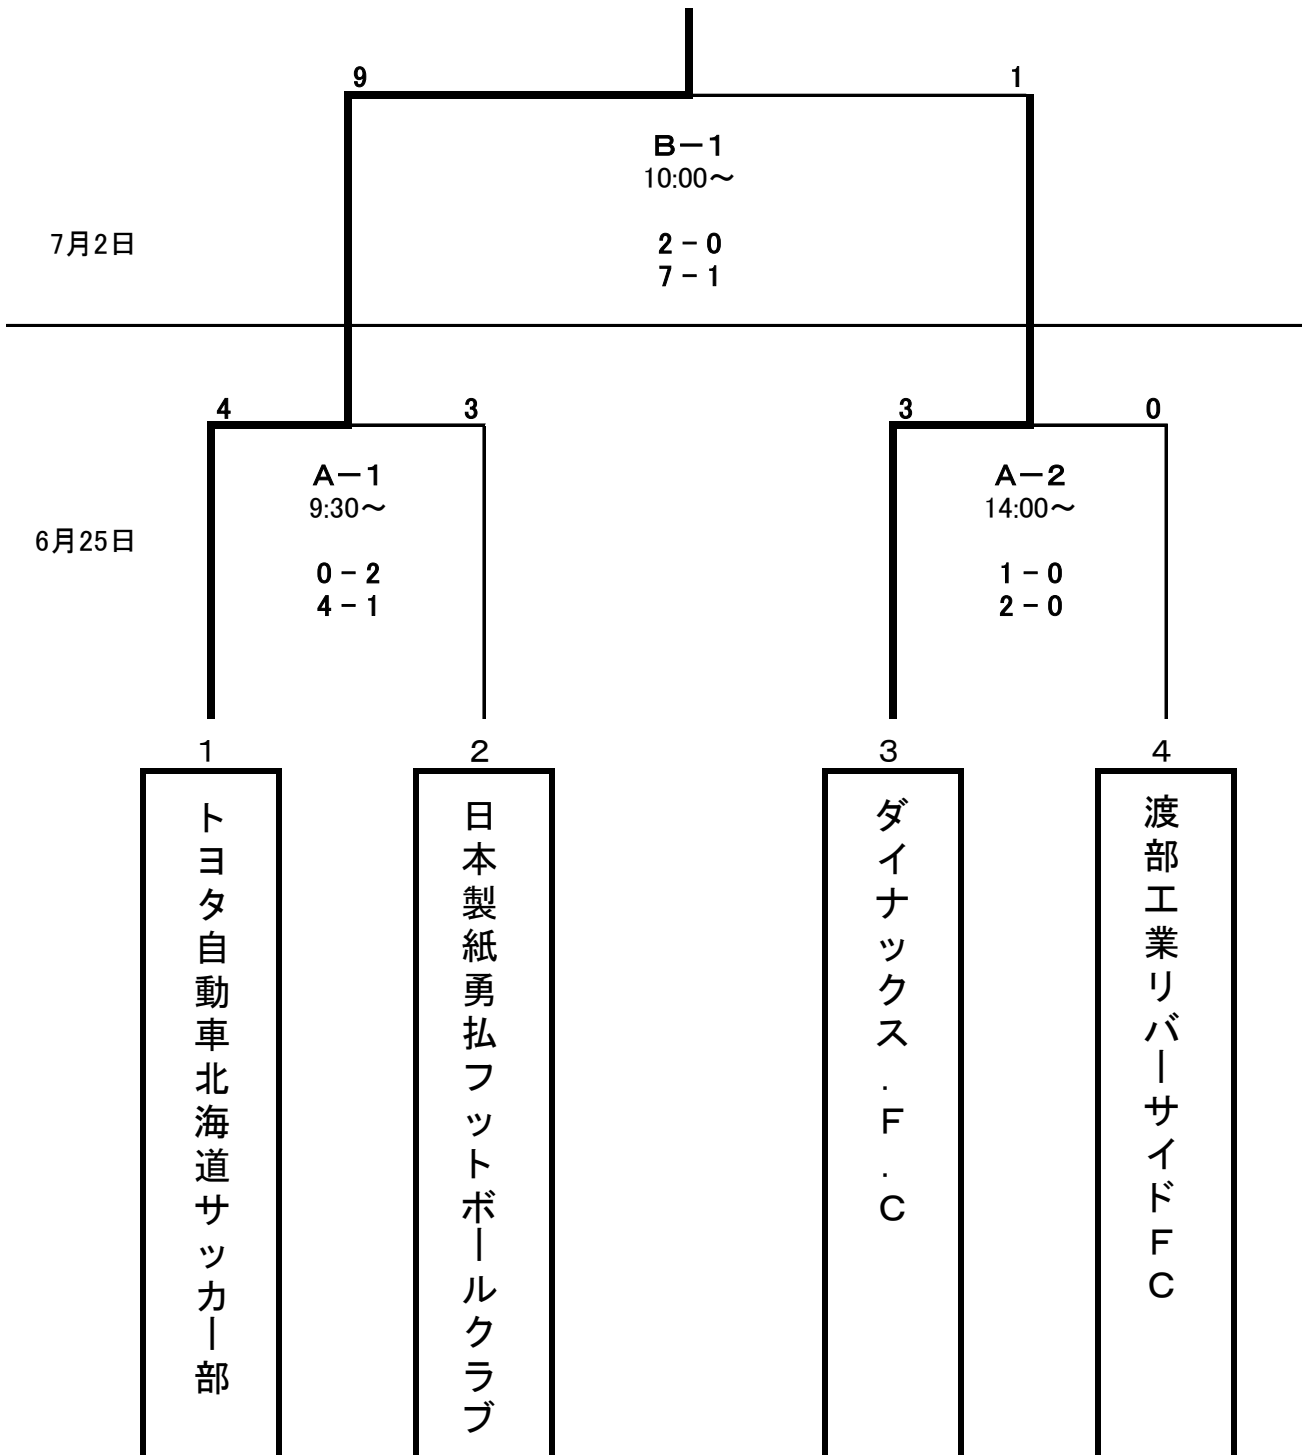 9
1
B－1
10:00～
7月2日
2 - 0
7 - 1
4
3
3
0
A－1
9:30～
A－2
14:00～
6月25日
0 - 2
4 - 1
1 - 0
2 - 0
1
2
3
4
トヨタ自動車北海道サッカー部
日本製紙勇払フットボールクラブ
ダイナックス．Ｆ．Ｃ
渡部工業リバーサイドＦＣ